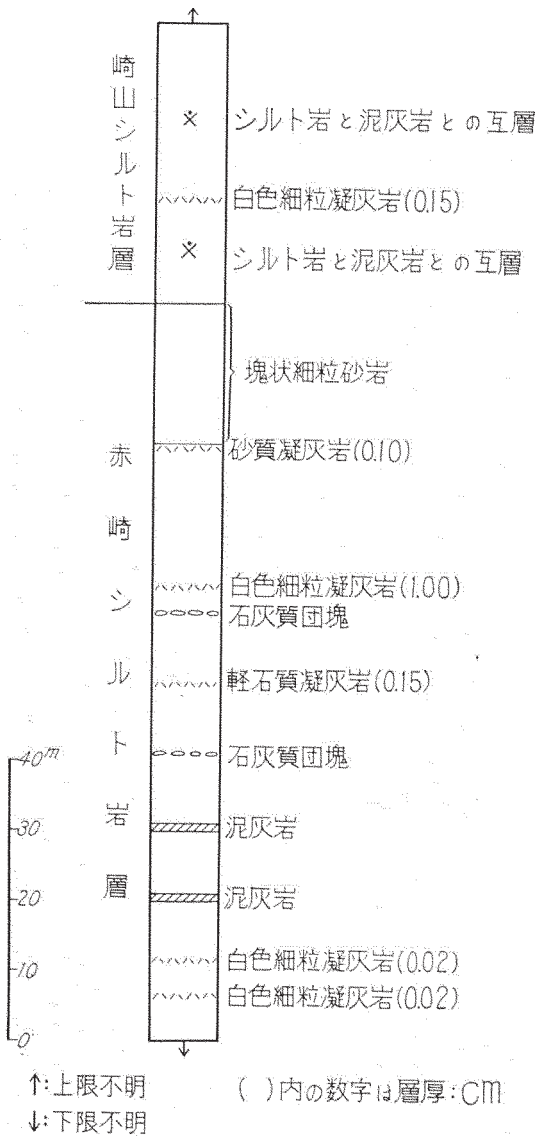 崎山シルト岩層
シルト岩と泥灰岩との互層
白色細粒凝灰岩(0.15)
シルト岩と泥灰岩との互層
赤崎シルト岩層
塊状細粒砂岩
砂質凝灰岩(0.10)
白色細粒凝灰岩(1.00)
石灰質団塊
軽石質凝灰岩(0.15)
石灰質団塊
泥灰岩
泥灰岩
白色細粒凝灰岩(0.02)
白色細粒凝灰岩(0.02)
40m
30
20
10
0
↑:上限不明
↓:下限不明
( )内の数字は層厚:cm